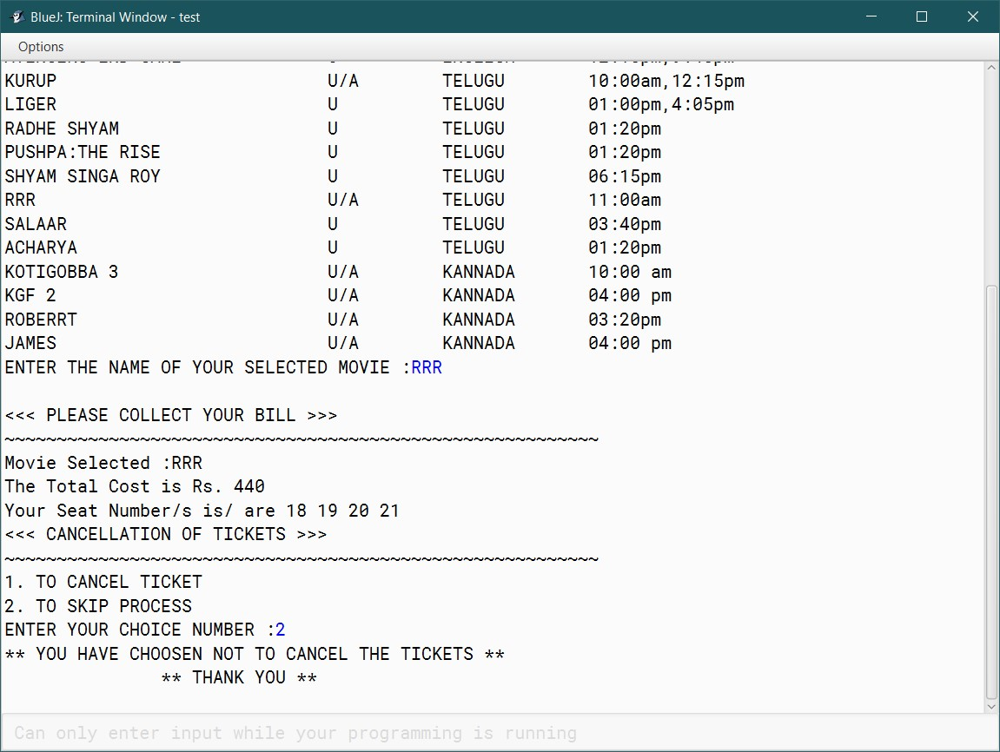 BlueJ: Terminal Window - test
Options
KURUP U/A TELUGU 10:00am,12:15pm
LIGER U TELUGU 01:00pm,4:05pm
RADHE SHYAM U TELUGU 01:20pm
PUSHPA:THE RISE U TELUGU 01:20pm
SHYAM SINGA ROY U TELUGU 06:15pm
RRR U/A TELUGU 11:00am
SALAAR U TELUGU 03:40pm
ACHARYA U TELUGU 01:20pm
KOTIGOBBA 3 U/A KANNADA 10:00 am
KGF 2 U/A KANNADA 04:00 pm
ROBERRT U/A KANNADA 03:20pm
JAMES U/A KANNADA 04:00 pm
ENTER THE NAME OF YOUR SELECTED MOVIE :RRR
<<< PLEASE COLLECT YOUR BILL >>>
~~~~~~~~~~~~~~~~~~~~~~~~~~~~~~~~~~~~~~~~~~~~~~~~~~~~~~~~~
Movie Selected :RRR
The Total Cost is Rs. 440
Your Seat Number/s is/ are 18 19 20 21
<<< CANCELLATION OF TICKETS >>>
~~~~~~~~~~~~~~~~~~~~~~~~~~~~~~~~~~~~~~~~~~~~~~~~~~~~~~~~~
1. TO CANCEL TICKET
2. TO SKIP PROCESS
ENTER YOUR CHOICE NUMBER :2
** YOU HAVE CHOOSEN NOT TO CANCEL THE TICKETS **
** THANK YOU **
Can only enter input while your programming is running